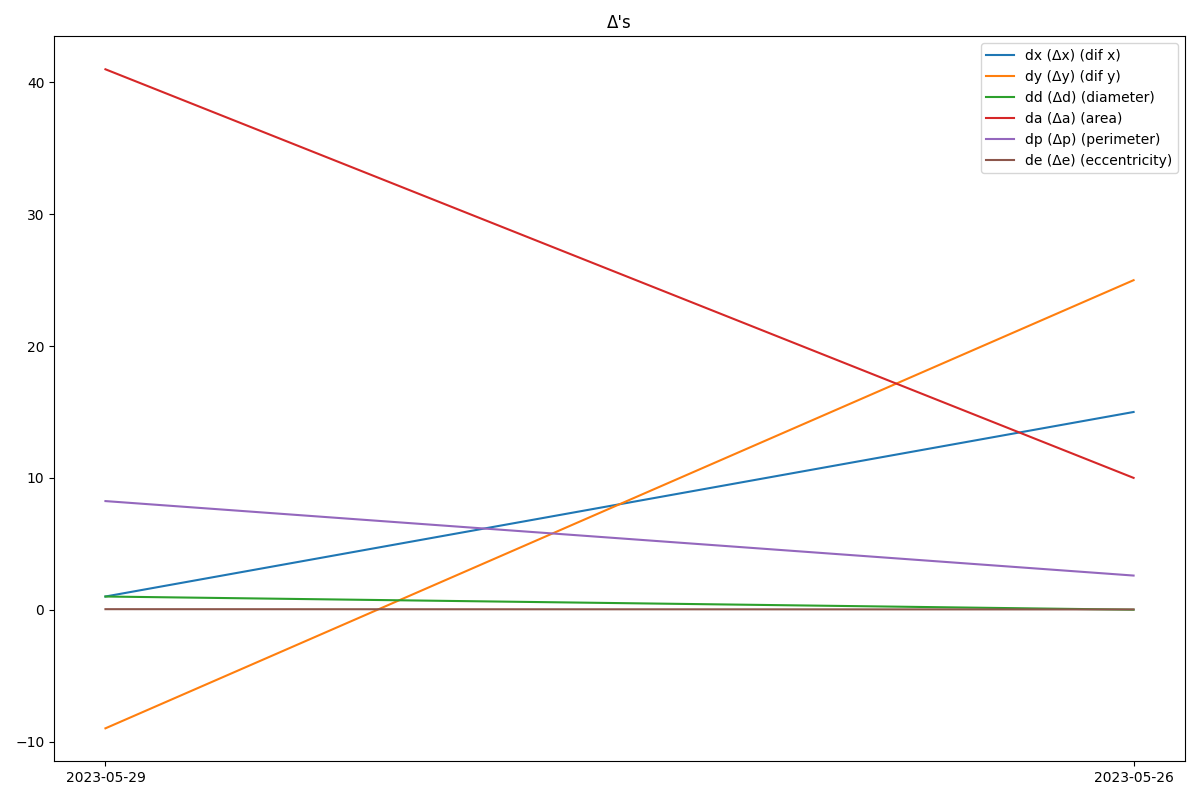 Δ's
dx (Δx) (dif x)
dy (Δy) (dif y)
dd (Δd) (diameter)
da (Δa) (area)
dp (Δp) (perimeter)
de (Δe) (eccentricity)
40
30
20
10
0
−10
2023-05-29 2023-05-26